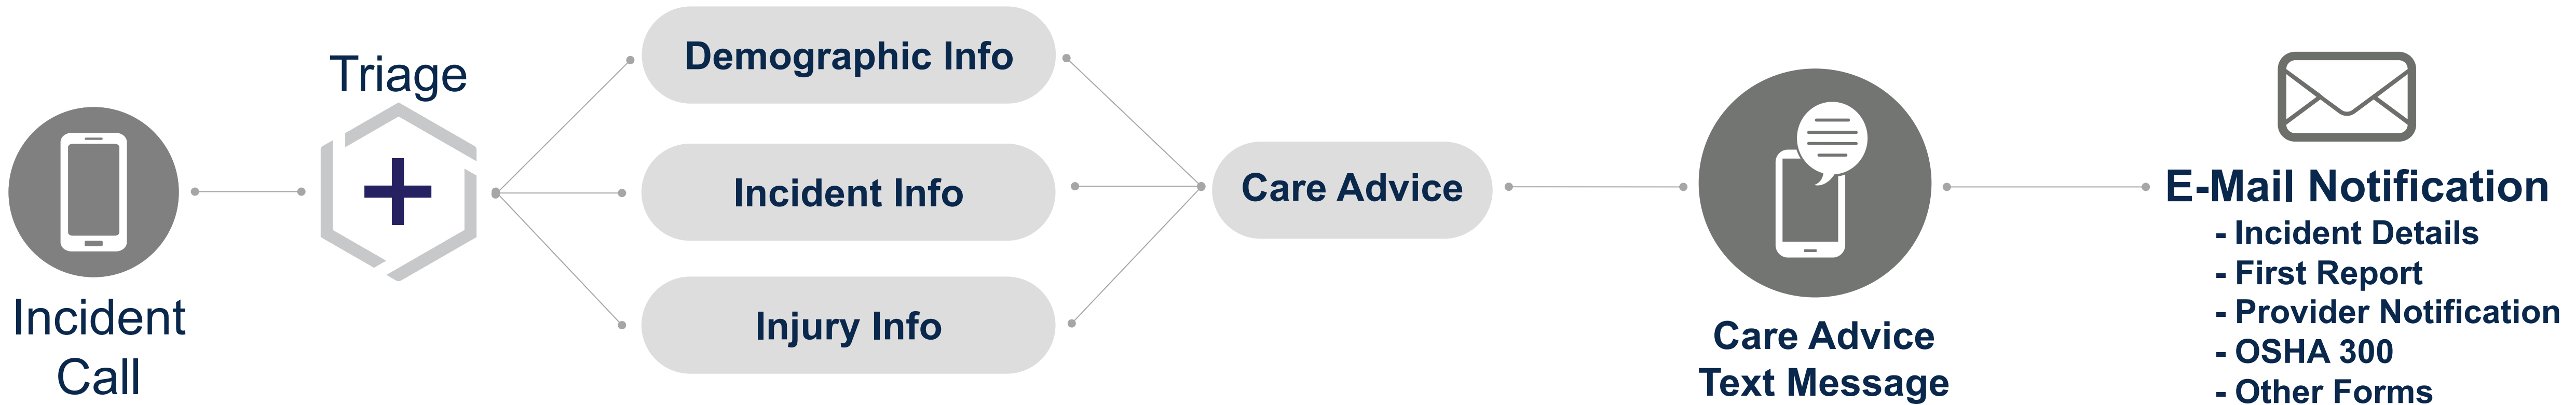 Incident
Call
Triage
Demographic Info
Incident Info
Injury Info
Care Advice
Care Advice
Text Message
E-Mail Notification
- Incident Details
- First Report
- Provider Notification
- OSHA 300
- Other Forms